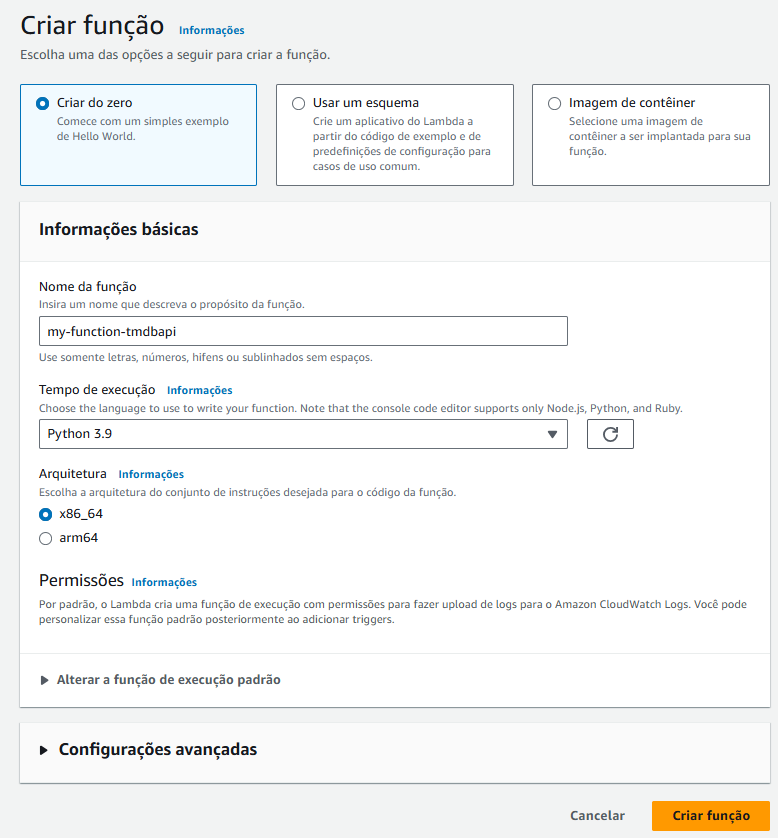 Criar função Informações
Escolha uma das opções a seguir para criar a função.
Criar do zero
Comece com um simples exemplo
de Hello World.
Usar um esquema
Crie um aplicativo do Lambda a
partir do código de exemplo e de
predefinições de configuração para
casos de uso comum.
Imagem de contêiner
Selecione uma imagem de
contêiner a ser implantada para sua
função.
Informações básicas
Nome da função
Insira um nome que descreva o propósito da função.
my-function-tmdbapi
Use somente letras, números, hifens ou sublinhados sem espaços.
Tempo de execução Informações
Choose the language to use to write your function. Note that the console code editor supports only Node.js, Python, and Ruby.
Python 3.9
Arquitetura Informações
Escolha a arquitetura do conjunto de instruções desejada para o código da função.
x86_64
arm64
Permissões Informações
Por padrão, o Lambda cria uma função de execução com permissões para fazer upload de logs para o Amazon CloudWatch Logs. Você pode
personalizar essa função padrão posteriormente ao adicionar triggers.
Alterar a função de execução padrão
Configurações avançadas
Cancelar Criar função